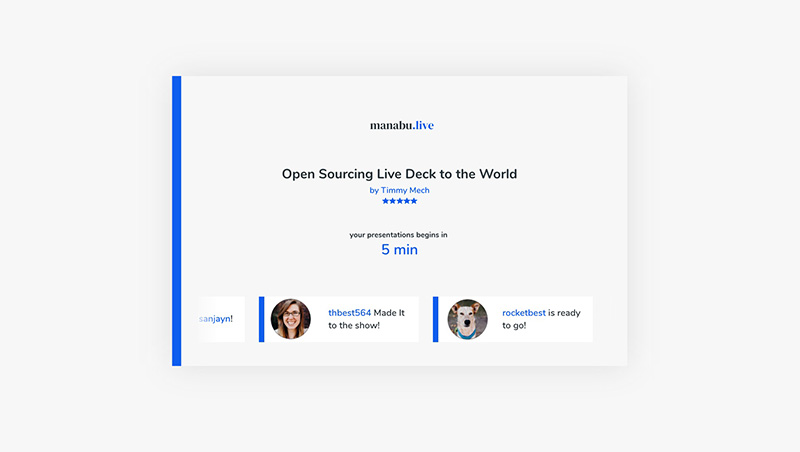 manabu.live
Open Sourcing Live Deck to the World
by Timmy Mech
your presentations begins in
5 min
sanjayn!
thbest564 Made It
to the show!
rocketbest is ready
to go!